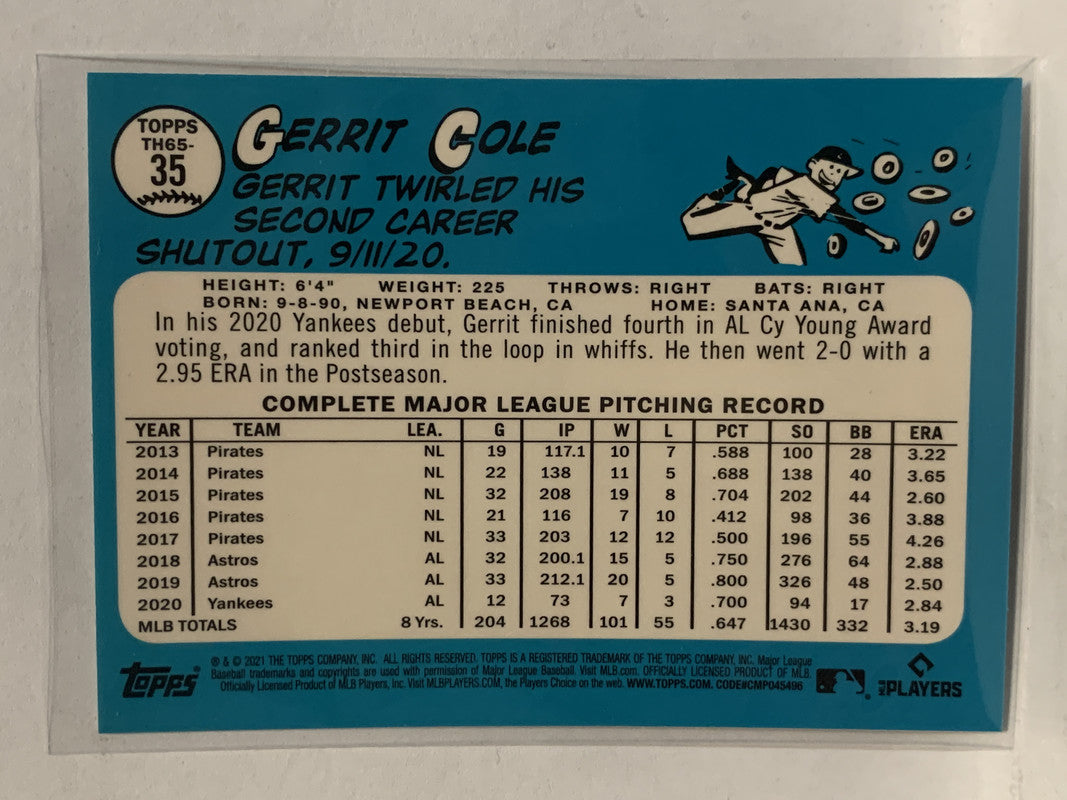 TOPPS
TH65-
35
GERRIT COLE
GERRIT TWIRLED HIS
SECOND CAREER
SHUTOUT, 9/11/20.
HEIGHT: 6'4" WEIGHT: 225 THROWS: RIGHT BATS: RIGHT
BORN: 9-8-90, NEWPORT BEACH, CA HOME: SANTA ANA, CA
In his 2020 Yankees debut, Gerrit finished fourth in AL Cy Young Award
voting, and ranked third in the loop in whiffs. He then went 2-0 with a
2.95 ERA in the Postseason.
COMPLETE MAJOR LEAGUE PITCHING RECORD
YEAR TEAM LEA. G IP W L PCT SO BB ERA
2013 Pirates NL 19 117.1 10 7 .588 100 28 3.22
2014 Pirates NL 22 138 11 5 .688 138 40 3.65
2015 Pirates NL 32 208 19 8 .704 202 44 2.60
2016 Pirates NL 21 116 7 10 .412 98 36 3.88
2017 Pirates NL 33 203 12 12 .500 196 55 4.26
2018 Astros AL 32 200.1 15 5 .750 276 64 2.88
2019 Astros AL 33 212.1 20 5 .800 326 48 2.50
2020 Yankees AL 12 73 7 3 .700 94 17 2.84
MLB TOTALS 8 Yrs. 204 1268 101 55 .647 1430 332 3.19
Topps
® & © 2021 THE TOPPS COMPANY, INC. ALL RIGHTS RESERVED. TOPPS IS A REGISTERED TRADEMARK OF THE TOPPS COMPANY, INC. Major League
Baseball trademarks and copyrights are used with permission of Major League Baseball. Visit MLB.com. OFFICIALLY LICENSED PRODUCT OF MLB
Officially Licensed Product of MLB Players, Inc. Visit MLBPLAYERS.COM, the Players Choice on the web. WWW.TOPPS.COM. CODE#CMP045496
MLB PLAYERS